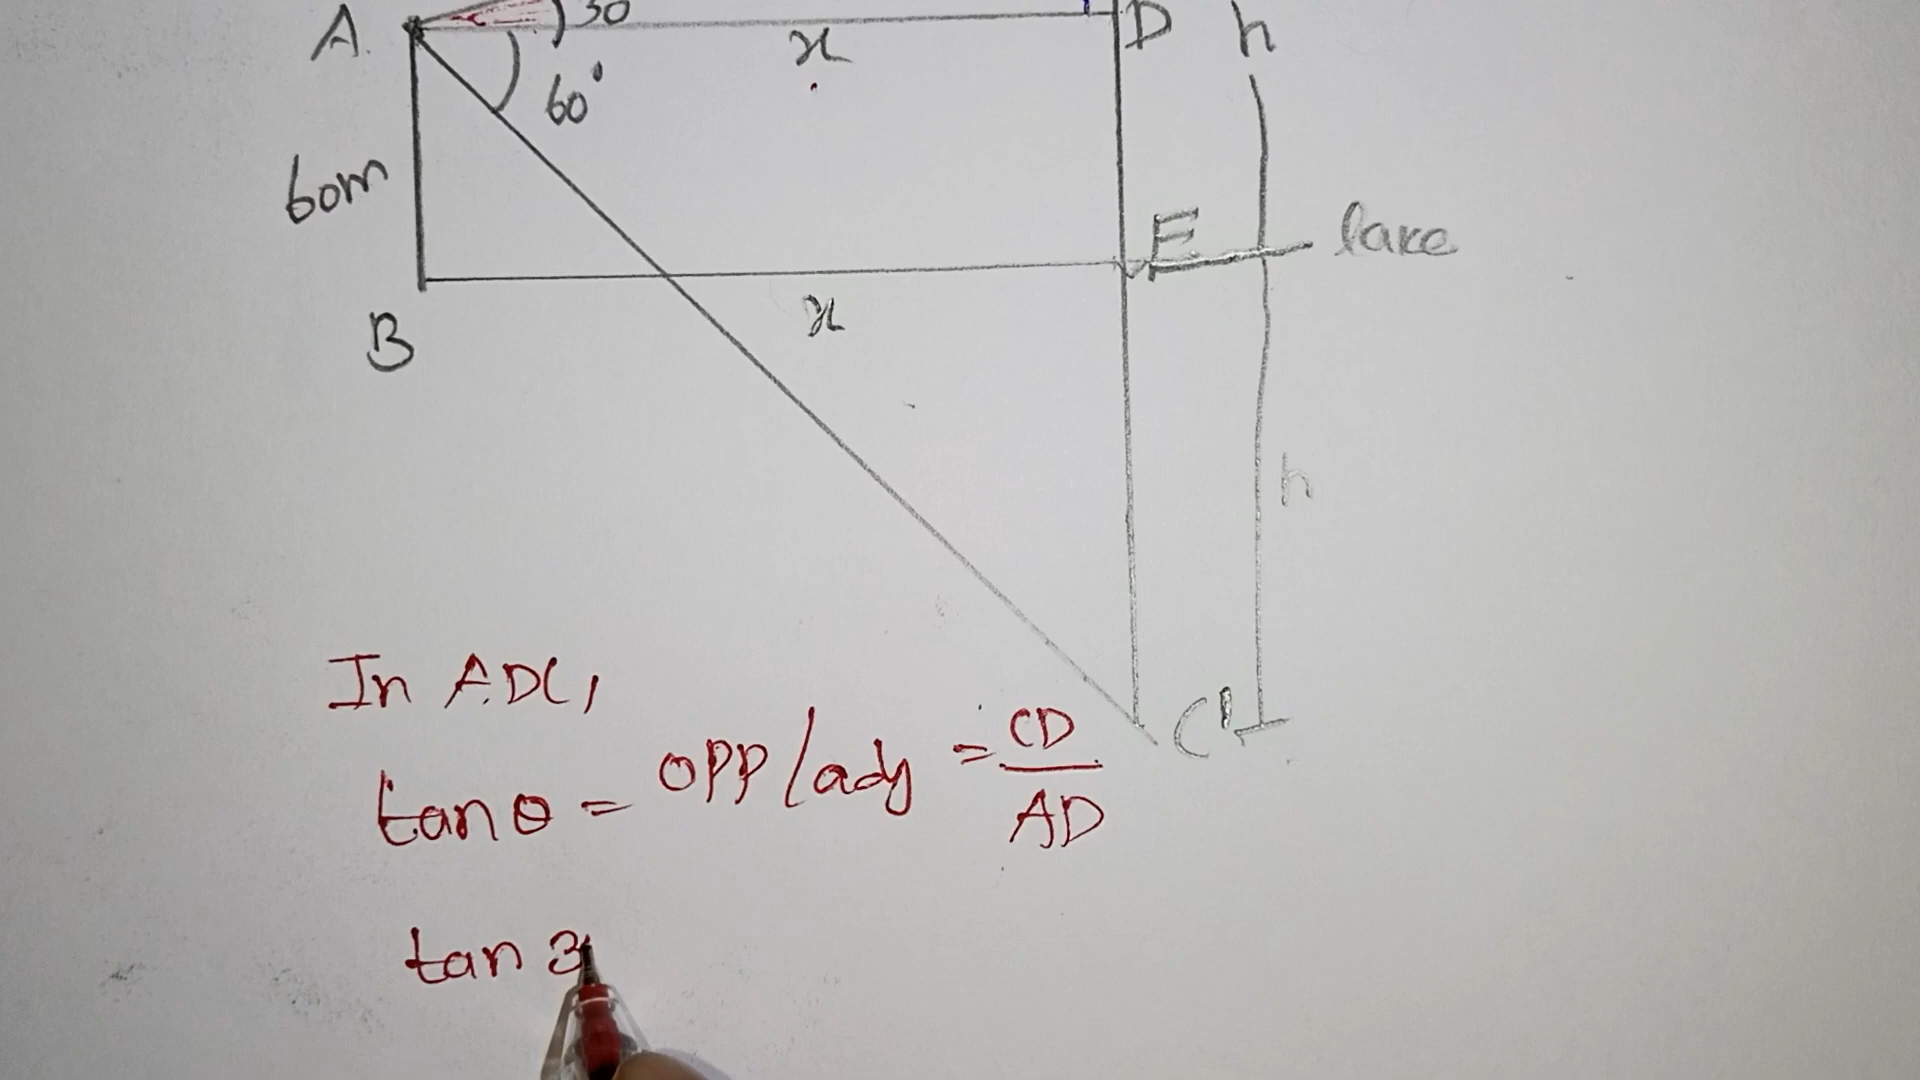 A. 30 x D h
60°
60m
E lake
B x
h
C'
In ADC,
tan θ = opp/adj = CD/AD
tan 3